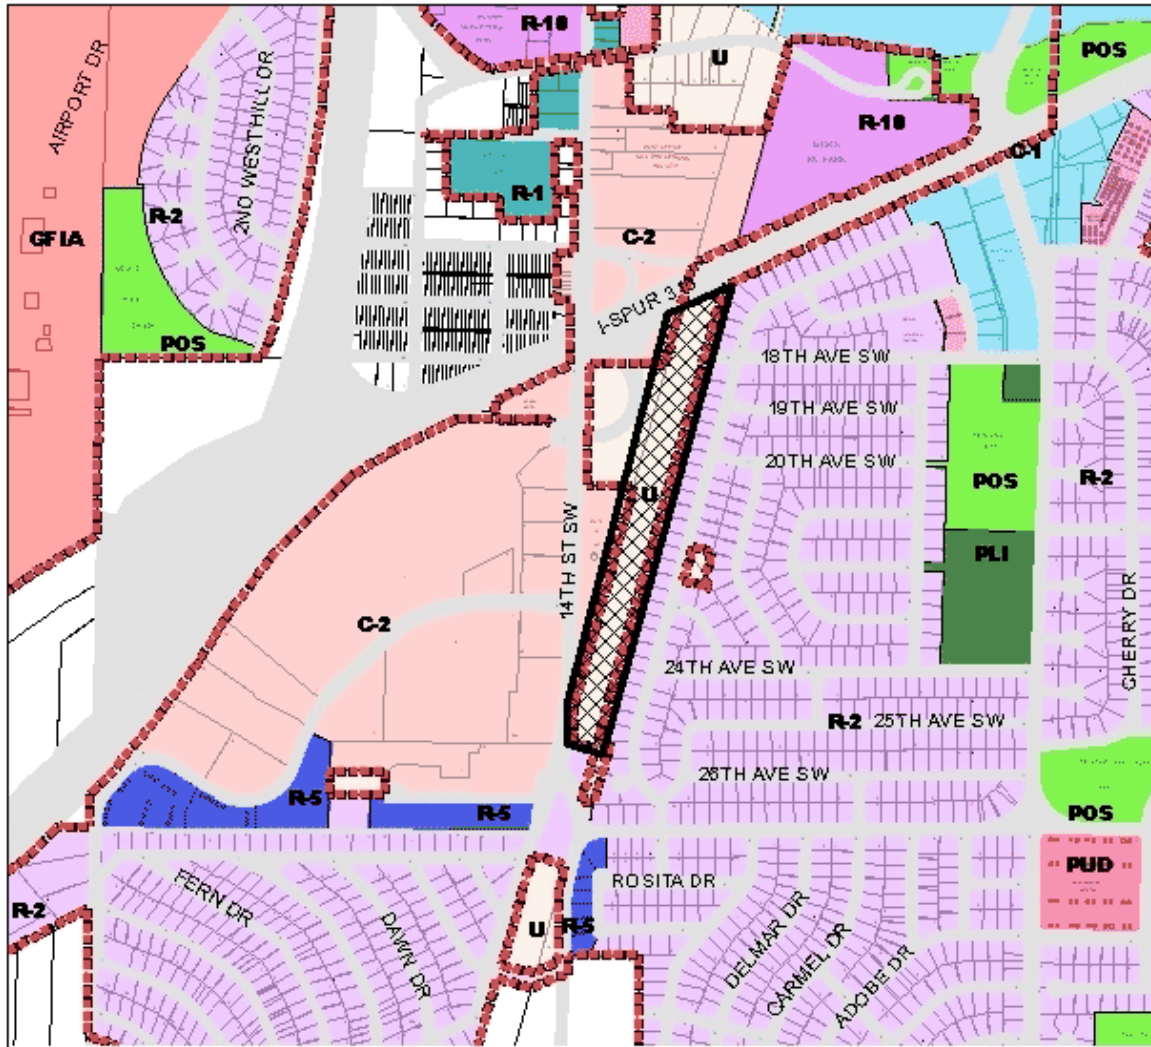 R-10
U
POS
AIRPORT DR
2ND WESTHILL DR
R-10
C-1
R-1
R-2
GFIA
C-2
POS
I-SPUR 3
18TH AVE SW
19TH AVE SW
20TH AVE SW
POS
R-2
U
14TH ST SW
PLI
C-2
CHERRY DR
24TH AVE SW
R-2
25TH AVE SW
26TH AVE SW
R-5
R-5
POS
PUD
FERN DR
ROSITA DR
R-2
DAWN DR
U
R-5
DELMAR DR
CARMEL DR
ADOBE DR
POS